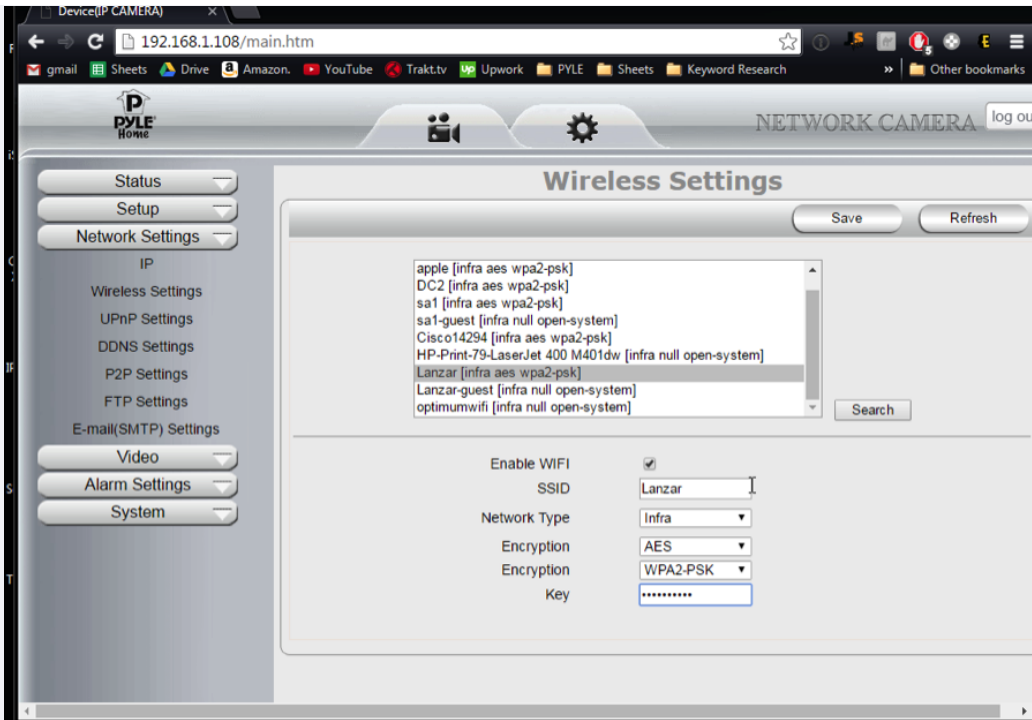 Device(IP CAMERA)
192.168.1.108/main.htm
gmail Sheets Drive Amazon. YouTube Trakt.tv Upwork PYLE Sheets Keyword Research » Other bookmarks
PYLE
Home
NETWORK CAMERA
log ou
Wireless Settings
Save Refresh
Status
Setup
Network Settings
IP
Wireless Settings
UPnP Settings
DDNS Settings
P2P Settings
FTP Settings
E-mail(SMTP) Settings
Video
Alarm Settings
System
apple [infra aes wpa2-psk]
DC2 [infra aes wpa2-psk]
sa1 [infra aes wpa2-psk]
sa1-guest [infra null open-system]
Cisco14294 [infra aes wpa2-psk]
HP-Print-79-LaserJet 400 M401dw [infra null open-system]
Lanzar [infra aes wpa2-psk]
Lanzar-guest [infra null open-system]
optimumwifi [infra null open-system]
Search
Enable WIFI
SSID Lanzar
Network Type Infra
Encryption AES
Encryption WPA2-PSK
Key ••••••••••